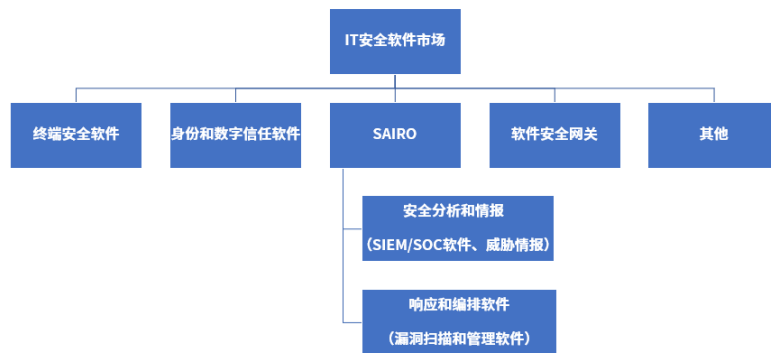 IT安全软件市场
终端安全软件
身份和数字信任软件
SAIRO
软件安全网关
其他
安全分析和情报
（SIEM/SOC软件、威胁情报）
响应和编排软件
（漏洞扫描和管理软件）